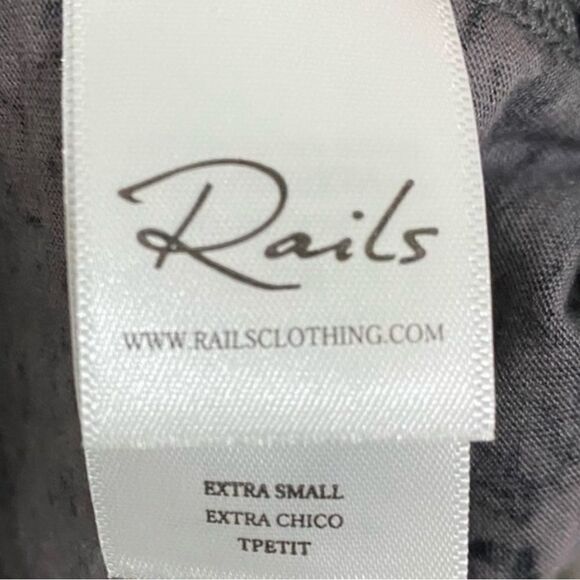 Rails
WWW.RAILSCLOTHING.COM
EXTRA SMALL
EXTRA CHICO
TPETIT